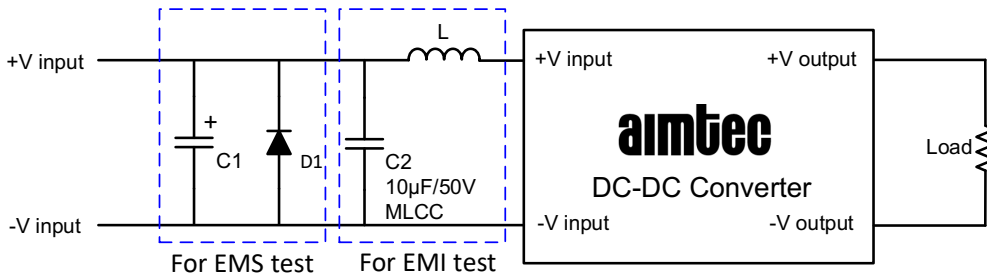 L
+V input
+V input
+V output
+
C1
D1
C2
10µF/50V
MLCC
aimtec
DC-DC Converter
Load
-V input
-V input
-V output
For EMS test
For EMI test